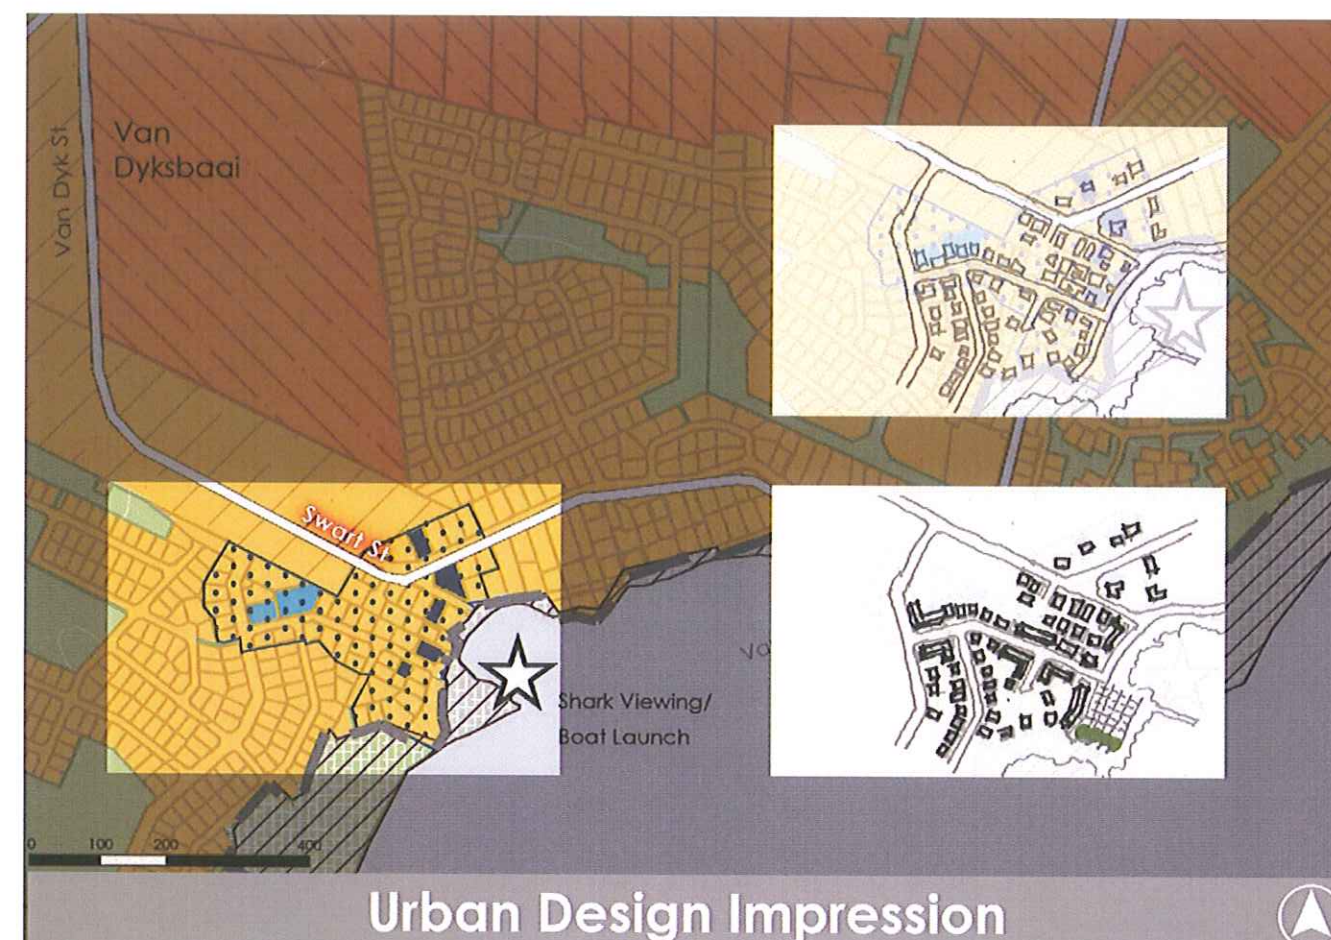 Van Dyk St
Van
Dyksbaai
Swart St
Shark Viewing/
Boat Launch
0 100 200 400
Urban Design Impression